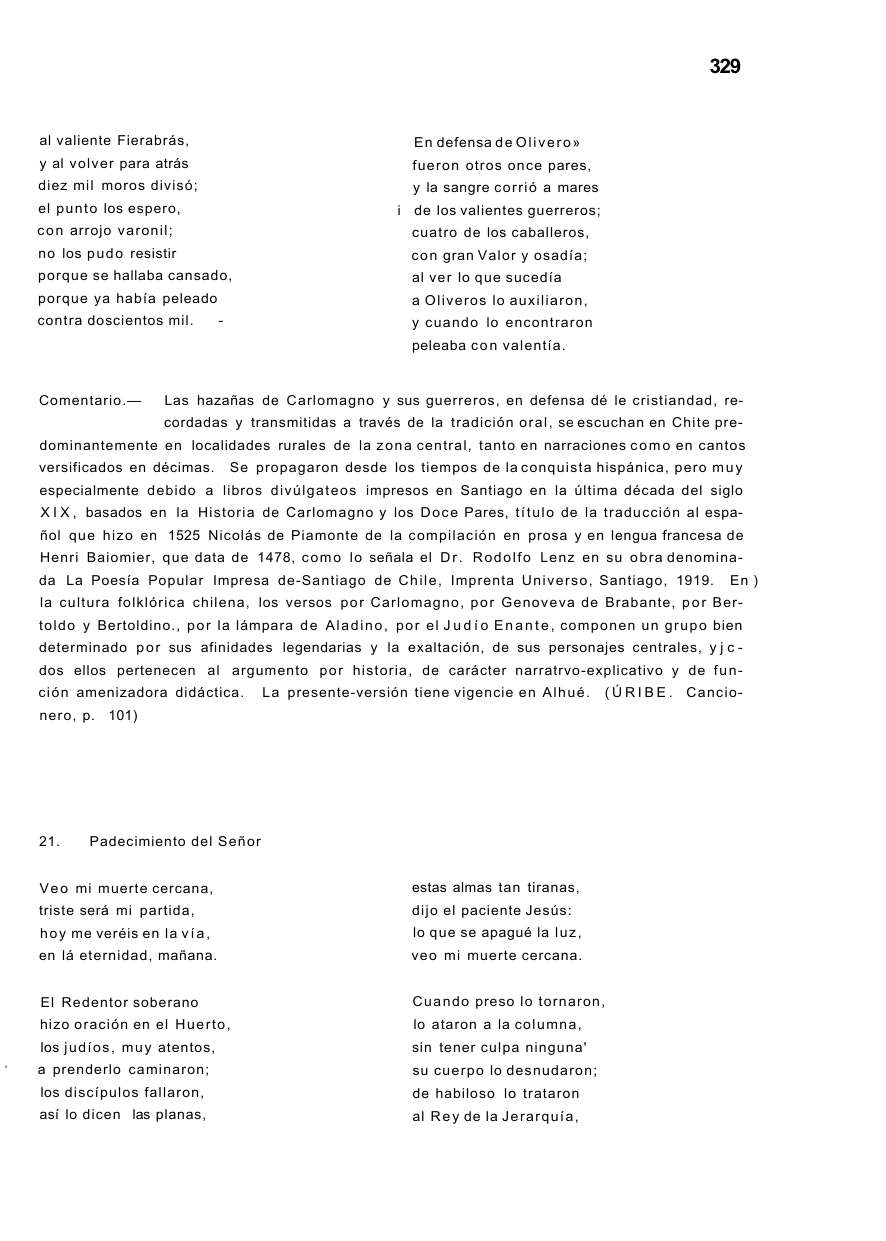 329
al valiente Fierabrás,
y al volver para atrás
diez mil moros divisó;
el punto los espero,
con arrojo varonil;
no los pudo resistir
porque se hallaba cansado,
porque ya había peleado
contra doscientos mil. -
En defensa de Olivero»
fueron otros once pares,
y la sangre corrió a mares
i de los valientes guerreros;
cuatro de los caballeros,
con gran Valor y osadía;
al ver lo que sucedía
a Oliveros lo auxiliaron,
y cuando lo encontraron
peleaba con valentía.
Comentario.— Las hazañas de Carlomagno y sus guerreros, en defensa dé le cristiandad, re-
cordadas y transmitidas a través de la tradición oral, se escuchan en Chite pre-
dominantemente en localidades rurales de la zona central, tanto en narraciones como en cantos
versificados en décimas. Se propagaron desde los tiempos de la conquista hispánica, pero muy
especialmente debido a libros divúlgateos impresos en Santiago en la última década del siglo
XIX, basados en la Historia de Carlomagno y los Doce Pares, título de la traducción al espa-
ñol que hizo en 1525 Nicolás de Piamonte de la compilación en prosa y en lengua francesa de
Henri Baiomier, que data de 1478, como lo señala el Dr. Rodolfo Lenz en su obra denomina-
da La Poesía Popular Impresa de-Santiago de Chile, Imprenta Universo, Santiago, 1919. En )
la cultura folklórica chilena, los versos por Carlomagno, por Genoveva de Brabante, por Ber-
toldo y Bertoldino., por la lámpara de Aladino, por el Judío Enante, componen un grupo bien
determinado por sus afinidades legendarias y la exaltación, de sus personajes centrales, y jc-
dos ellos pertenecen al argumento por historia, de carácter narratrvo-explicativo y de fun-
ción amenizadora didáctica. La presente-versión tiene vigencie en Alhué. (ÚRIBE. Cancio-
nero, p. 101)
21. Padecimiento del Señor
Veo mi muerte cercana,
triste será mi partida,
hoy me veréis en la vía,
en lá eternidad, mañana.
El Redentor soberano
hizo oración en el Huerto,
los judíos, muy atentos,
a prenderlo caminaron;
los discípulos fallaron,
así lo dicen las planas,
estas almas tan tiranas,
dijo el paciente Jesús:
lo que se apagué la luz,
veo mi muerte cercana.
Cuando preso lo tornaron,
lo ataron a la columna,
sin tener culpa ninguna'
su cuerpo lo desnudaron;
de habiloso lo trataron
al Rey de la Jerarquía,